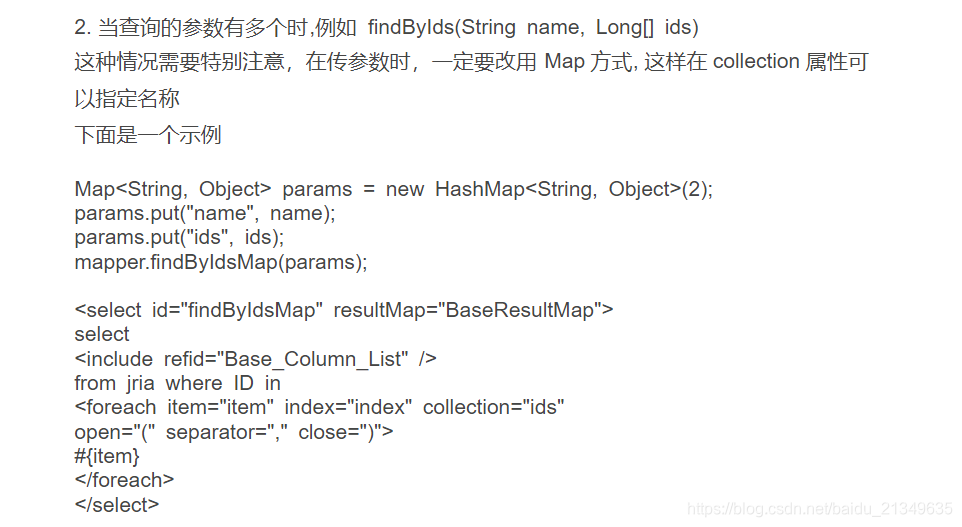 2. 当查询的参数有多个时,例如 findByIds(String name, Long[] ids)
这种情况需要特别注意，在传参数时，一定要改用 Map 方式, 这样在 collection 属性可
以指定名称
下面是一个示例
Map<String, Object> params = new HashMap<String, Object>(2);
params.put("name", name);
params.put("ids", ids);
mapper.findByIdsMap(params);
<select id="findByIdsMap" resultMap="BaseResultMap">
select
<include refid="Base_Column_List" />
from jria where ID in
<foreach item="item" index="index" collection="ids"
open="(" separator="," close=")">
#{item}
</foreach>
</select>
https://blog.csdn.net/baidu_21349635